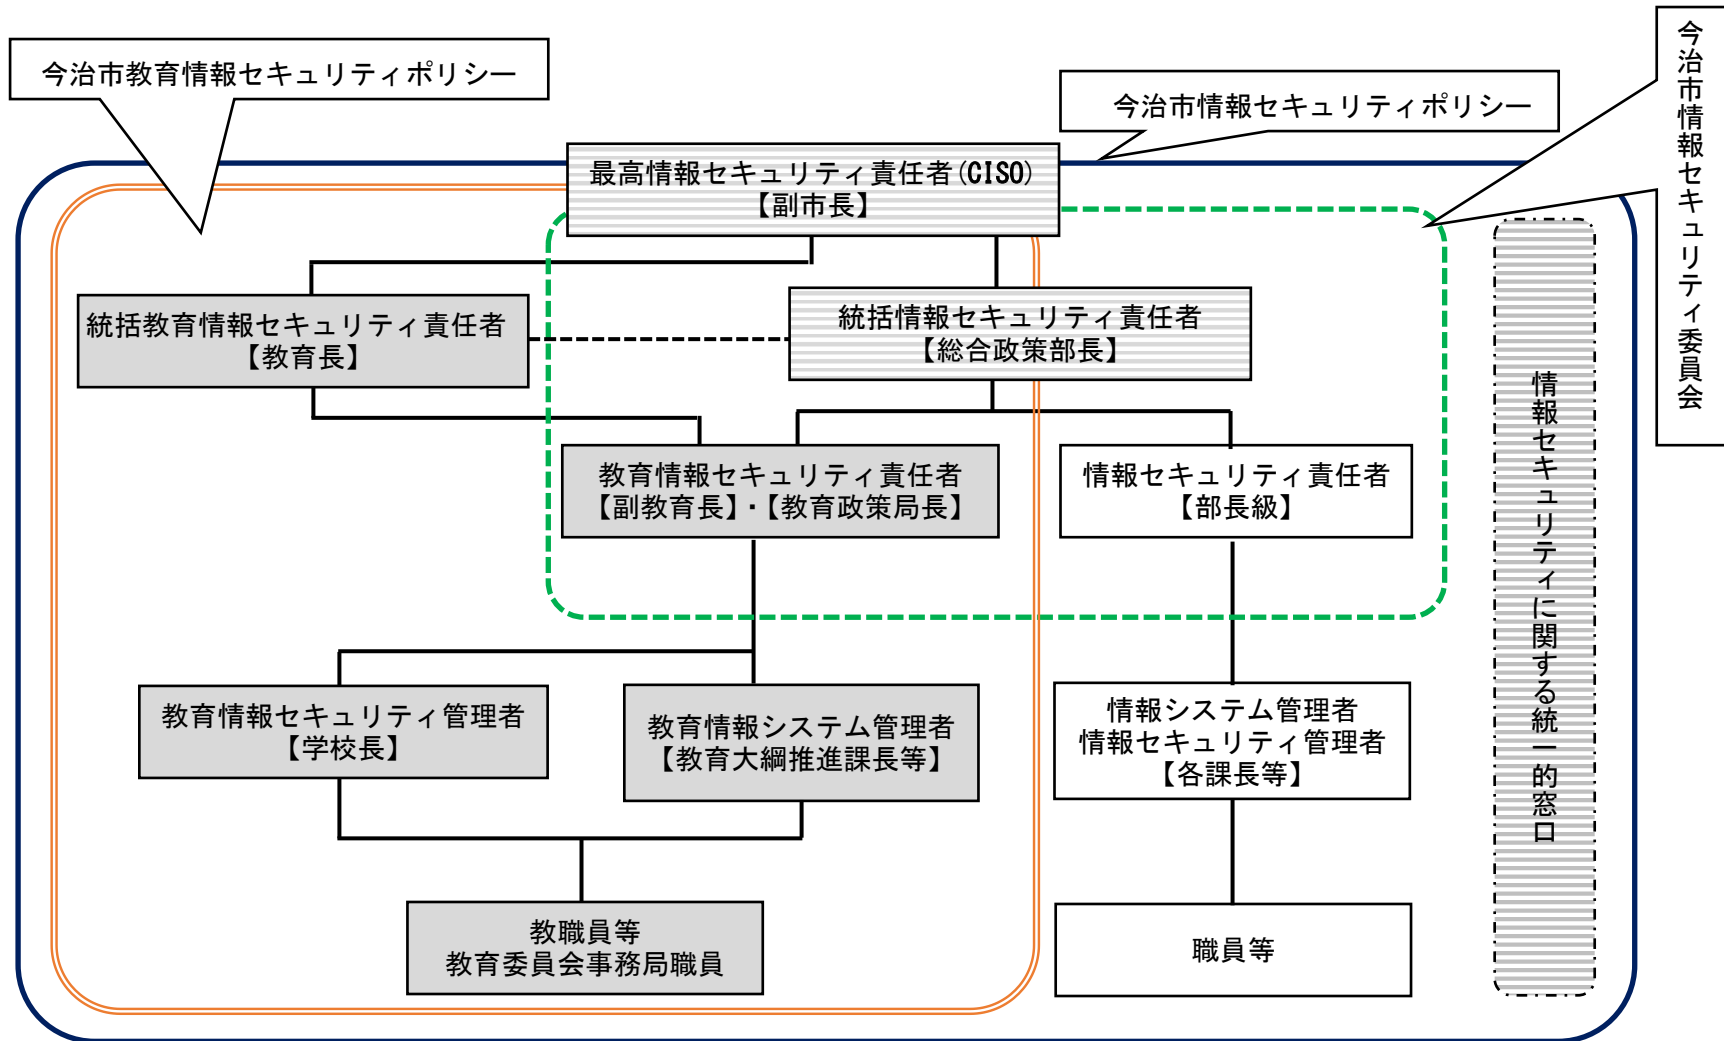 今治市教育情報セキュリティポリシー
今治市情報セキュリティポリシー
今治市情報セキュリティ委員会
最高情報セキュリティ責任者(CISO)
【副市長】
統括教育情報セキュリティ責任者
【教育長】
統括情報セキュリティ責任者
【総合政策部長】
教育情報セキュリティ責任者
【副教育長】・【教育政策局長】
情報セキュリティ責任者
【部長級】
情報セキュリティに関する統一的窓口
教育情報セキュリティ管理者
【学校長】
教育情報システム管理者
【教育大綱推進課長等】
情報システム管理者
情報セキュリティ管理者
【各課長等】
教職員等
教育委員会事務局職員
職員等